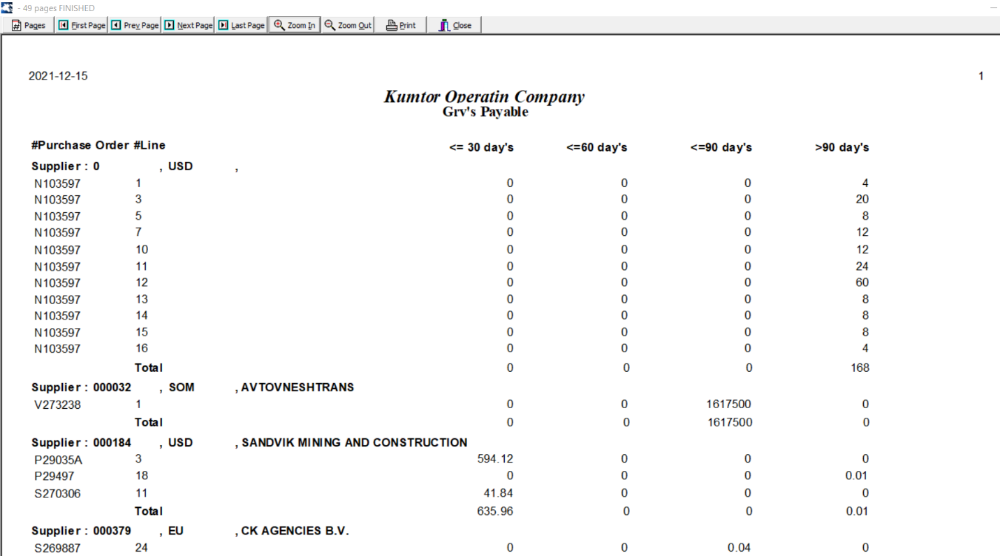 - 49 pages FINISHED
Pages First Page Prev Page Next Page Last Page Zoom In Zoom Out Print Close
2021-12-15 1
Kumtor Operatin Company
Grv's Payable
#Purchase Order #Line <= 30 day's <=60 day's <=90 day's >90 day's
Supplier : 0 , USD ,
N103597 1 0 0 0 4
N103597 3 0 0 0 20
N103597 5 0 0 0 8
N103597 7 0 0 0 12
N103597 10 0 0 0 12
N103597 11 0 0 0 24
N103597 12 0 0 0 60
N103597 13 0 0 0 8
N103597 14 0 0 0 8
N103597 15 0 0 0 8
N103597 16 0 0 0 4
Total 0 0 0 168
Supplier : 000032 , SOM , AVTOVNESHTRANS
V273238 1 0 0 1617500 0
Total 0 0 1617500 0
Supplier : 000184 , USD , SANDVIK MINING AND CONSTRUCTION
P29035A 3 594.12 0 0 0
P29497 18 0 0 0 0.01
S270306 11 41.84 0 0 0
Total 635.96 0 0 0.01
Supplier : 000379 , EU , CK AGENCIES B.V.
S269887 24 0 0 0.04 0